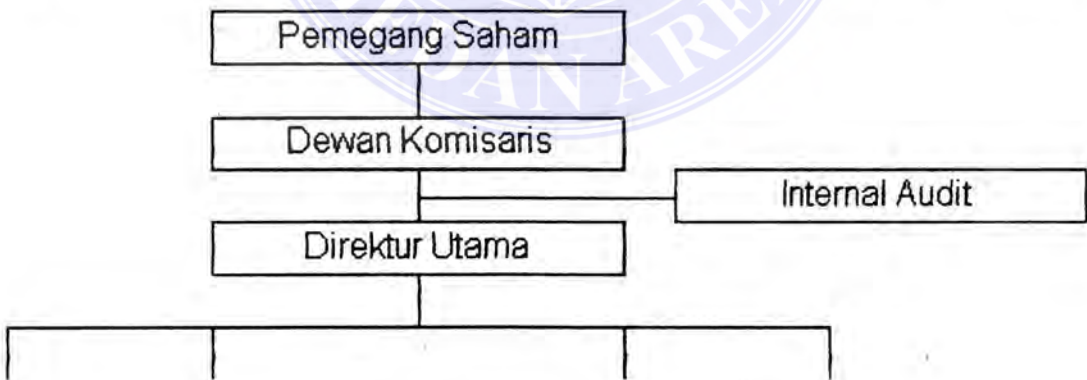 Pemegang Saham
Dewan Komisaris
Internal Audit
Direktur Utama